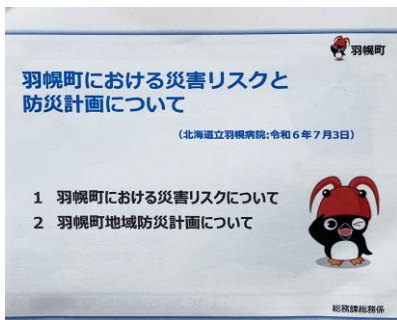 羽幌町
羽幌町における災害リスクと
防災計画について
（北海道立羽幌病院:令和６年７月3日）
1 羽幌町における災害リスクについて
2 羽幌町地域防災計画について
総務課総務係